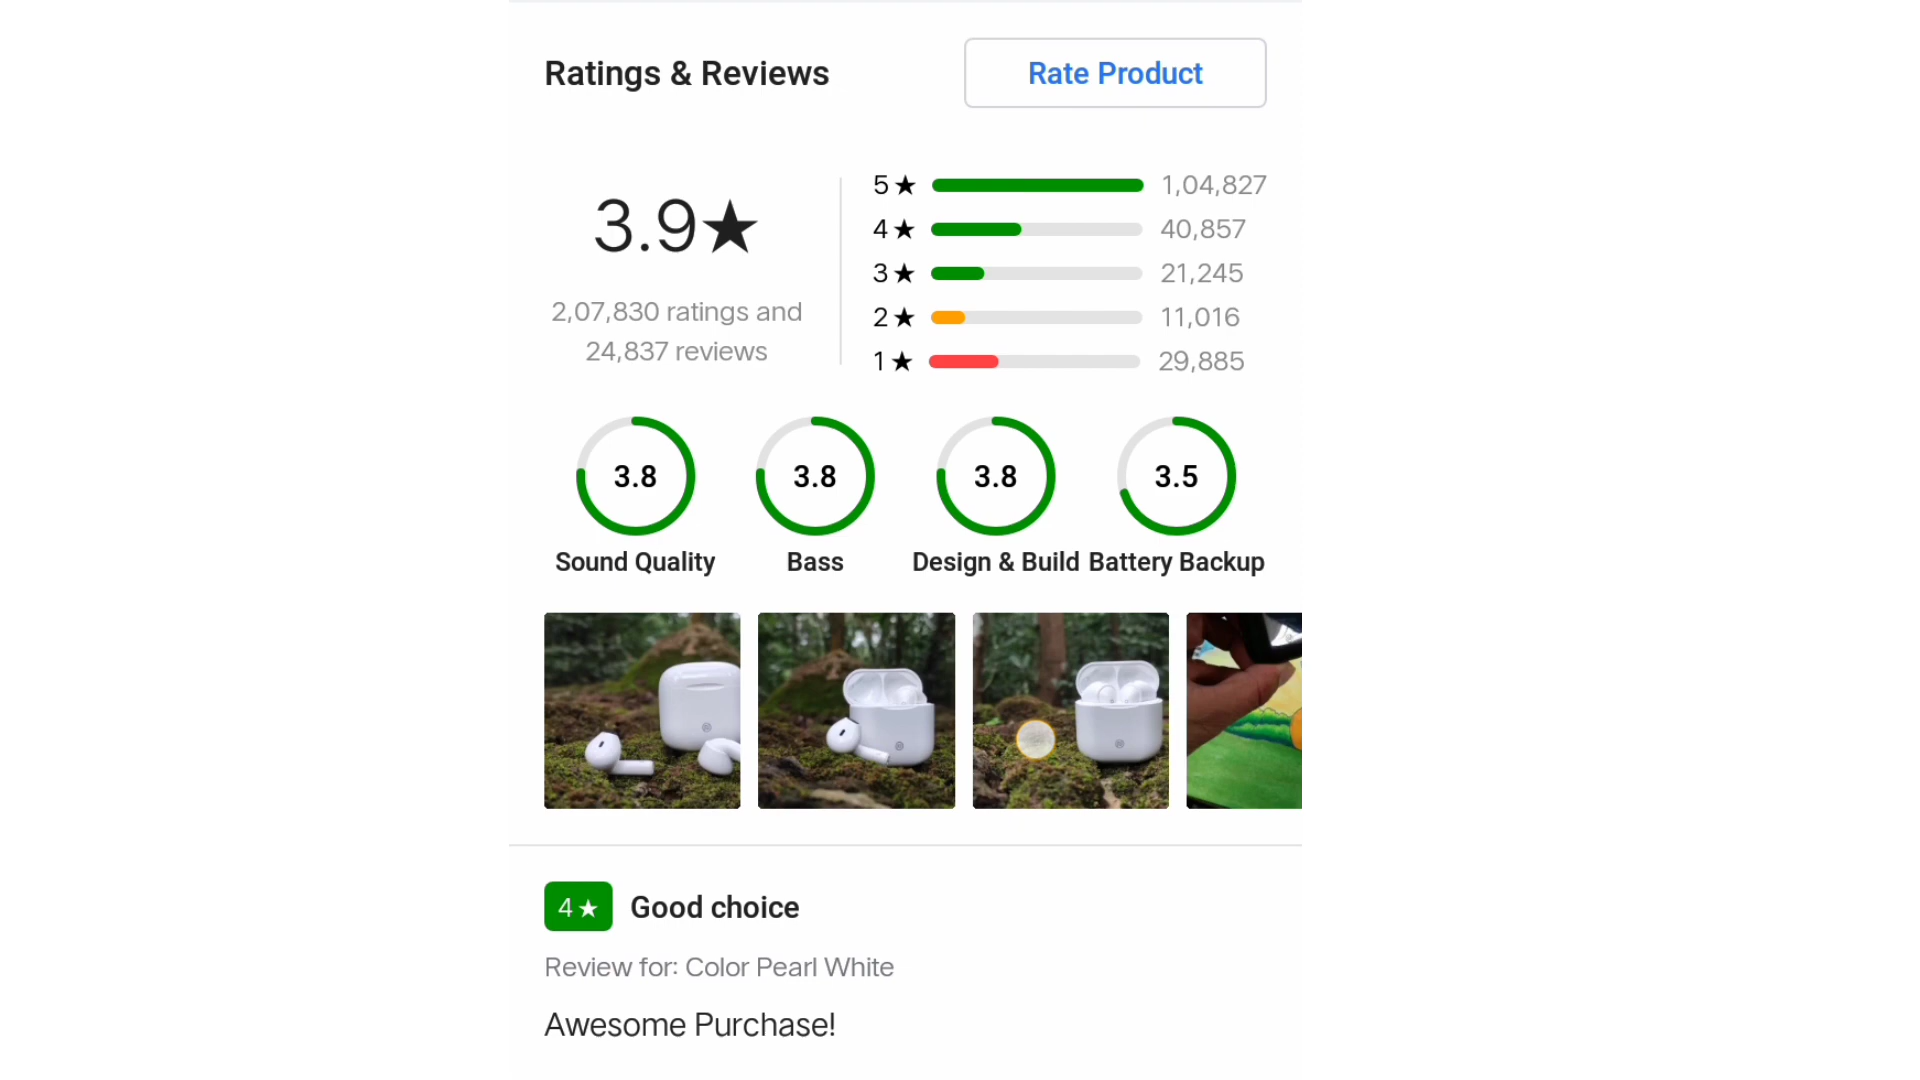 Ratings & Reviews
Rate Product
3.9★
2,07,830 ratings and
24,837 reviews
5★ 1,04,827
4★ 40,857
3★ 21,245
2★ 11,016
1★ 29,885
3.8 3.8 3.8 3.5
Sound Quality Bass Design & Build Battery Backup
4★ Good choice
Review for: Color Pearl White
Awesome Purchase!